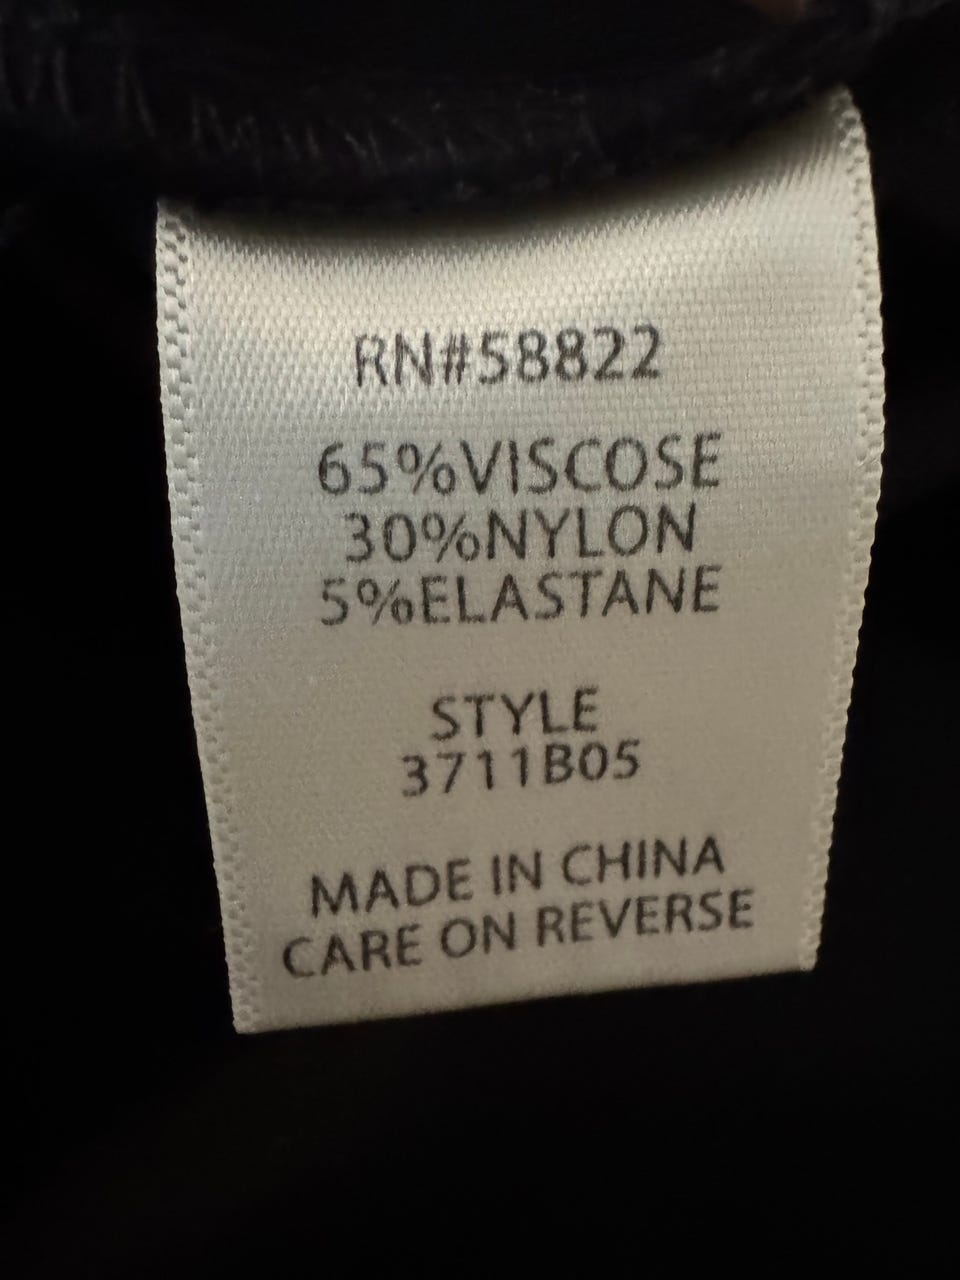 RN#58822
65%VISCOSE
30%NYLON
5%ELASTANE
STYLE
3711B05
MADE IN CHINA
CARE ON REVERSE